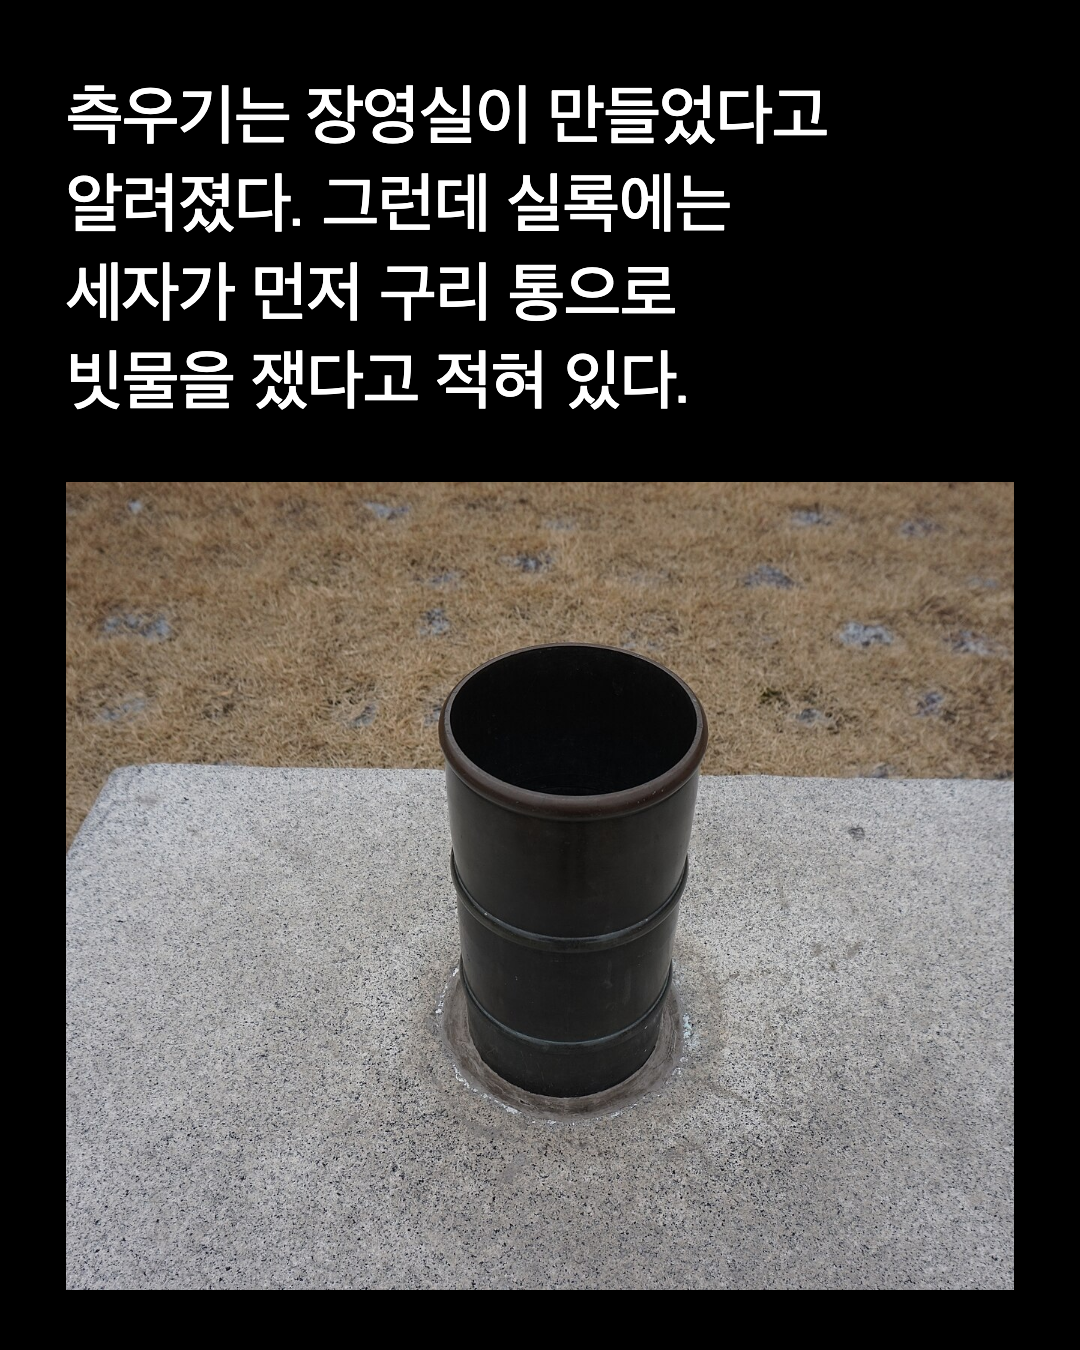 측우기는 장영실이 만들었다고
알려졌다. 그런데 실록에는
세자가 먼저 구리 통으로
빗물을 쟀다고 적혀 있다.